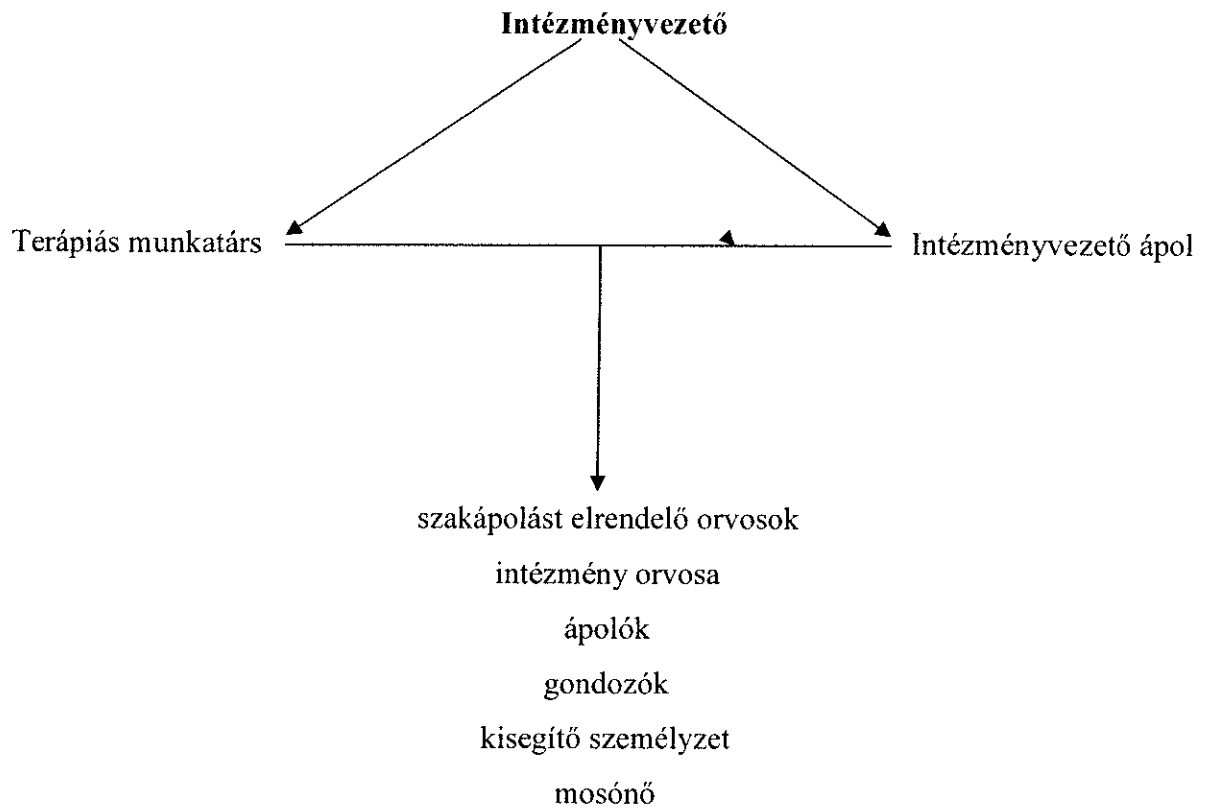 Intézményvezető
Terápiás munkatárs
Intézményvezető ápol
szakápolást elrendelő orvosok
intézmény orvosa
ápolók
gondozók
kisegítő személyzet
mosónő